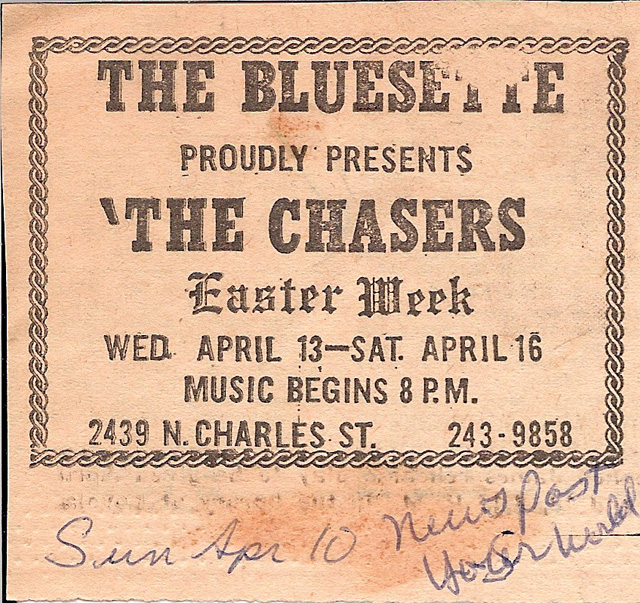 THE BLUESETTE
PROUDLY PRESENTS
'THE CHASERS
Easter Week
WED. APRIL 13—SAT. APRIL 16
MUSIC BEGINS 8 P.M.
2439 N. CHARLES ST. 243-9858
Sun Apr 10 News Post
World